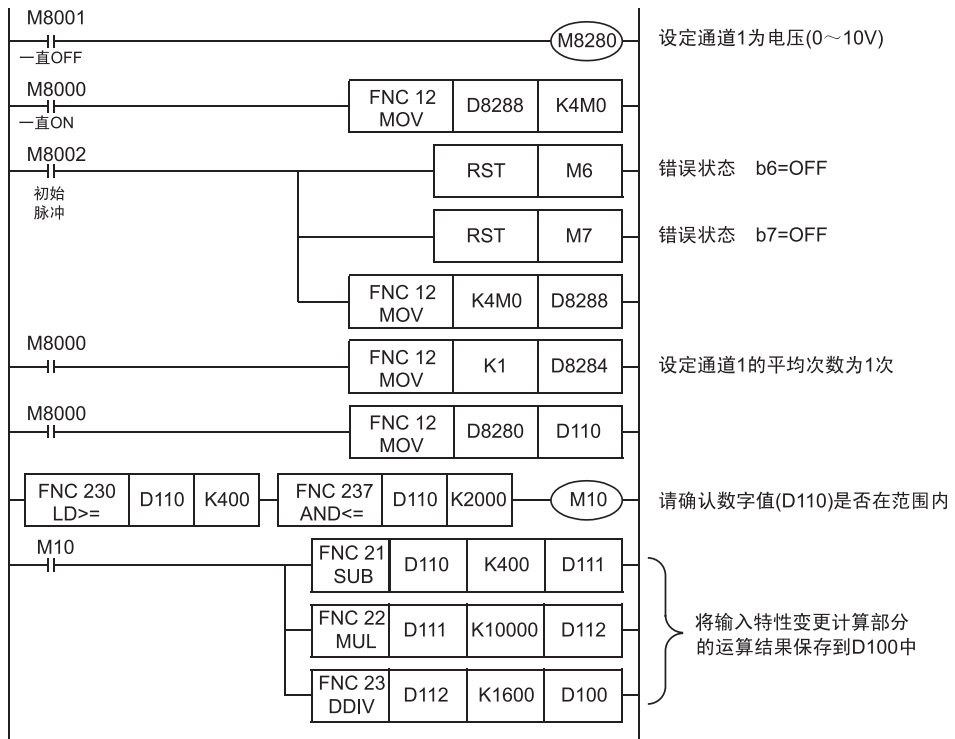 M8001
一直OFF
M8280
设定通道1为电压(0～10V)
M8000
一直ON
FNC 12
MOV
D8288
K4M0
M8002
初始
脉冲
RST
M6
错误状态 b6=OFF
RST
M7
错误状态 b7=OFF
FNC 12
MOV
K4M0
D8288
M8000
FNC 12
MOV
K1
D8284
设定通道1的平均次数为1次
M8000
FNC 12
MOV
D8280
D110
FNC 230
LD>=
D110
K400
FNC 237
AND<=
D110
K2000
M10
请确认数字值(D110)是否在范围内
M10
FNC 21
SUB
D110
K400
D111
FNC 22
MUL
D111
K10000
D112
FNC 23
DDIV
D112
K1600
D100
将输入特性变更计算部分
的运算结果保存到D100中